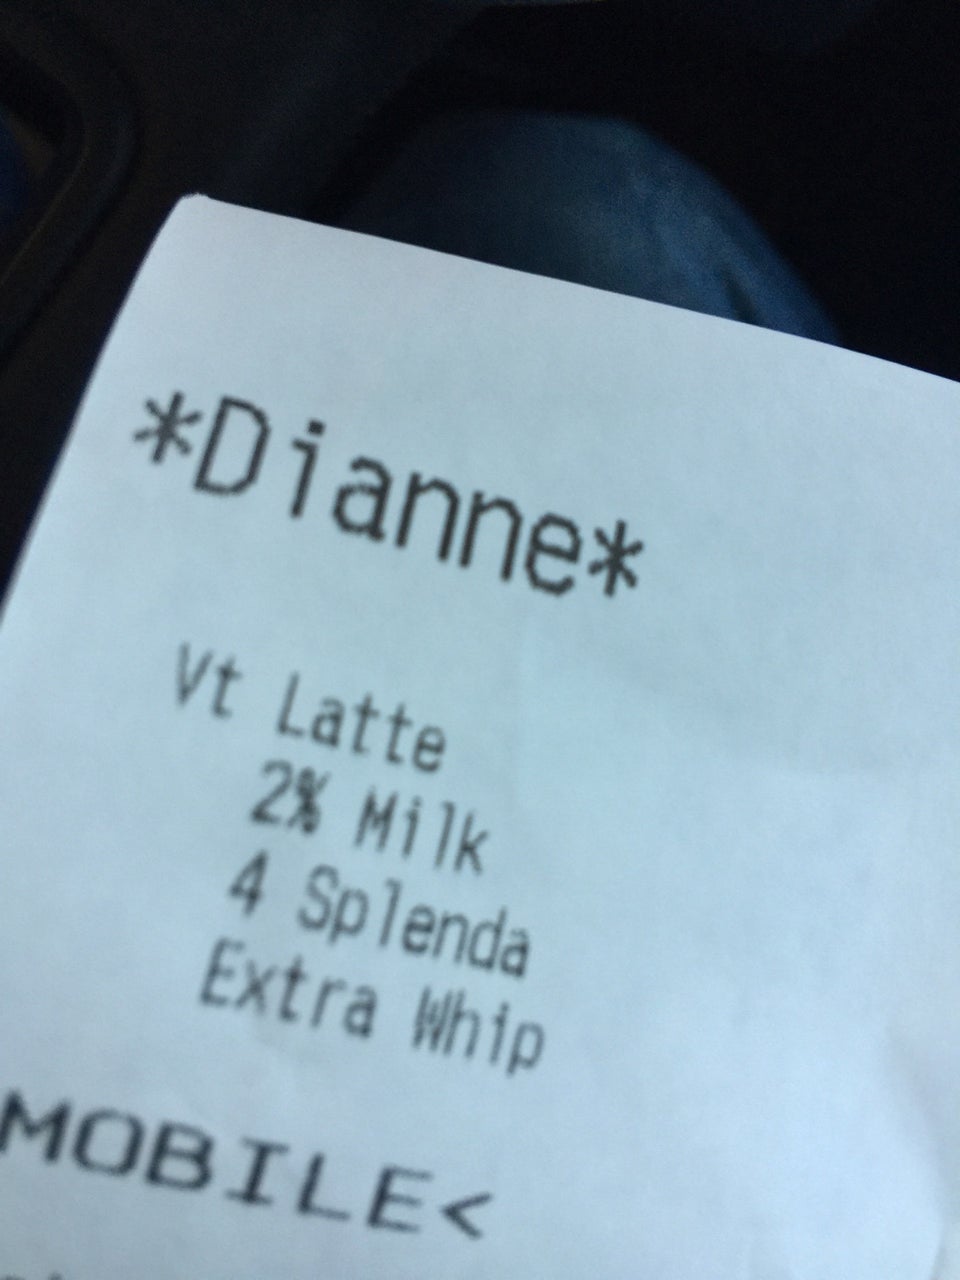 *Dianne*
Vt Latte
2% Milk
4 Splenda
Extra Whip
MOBILE<